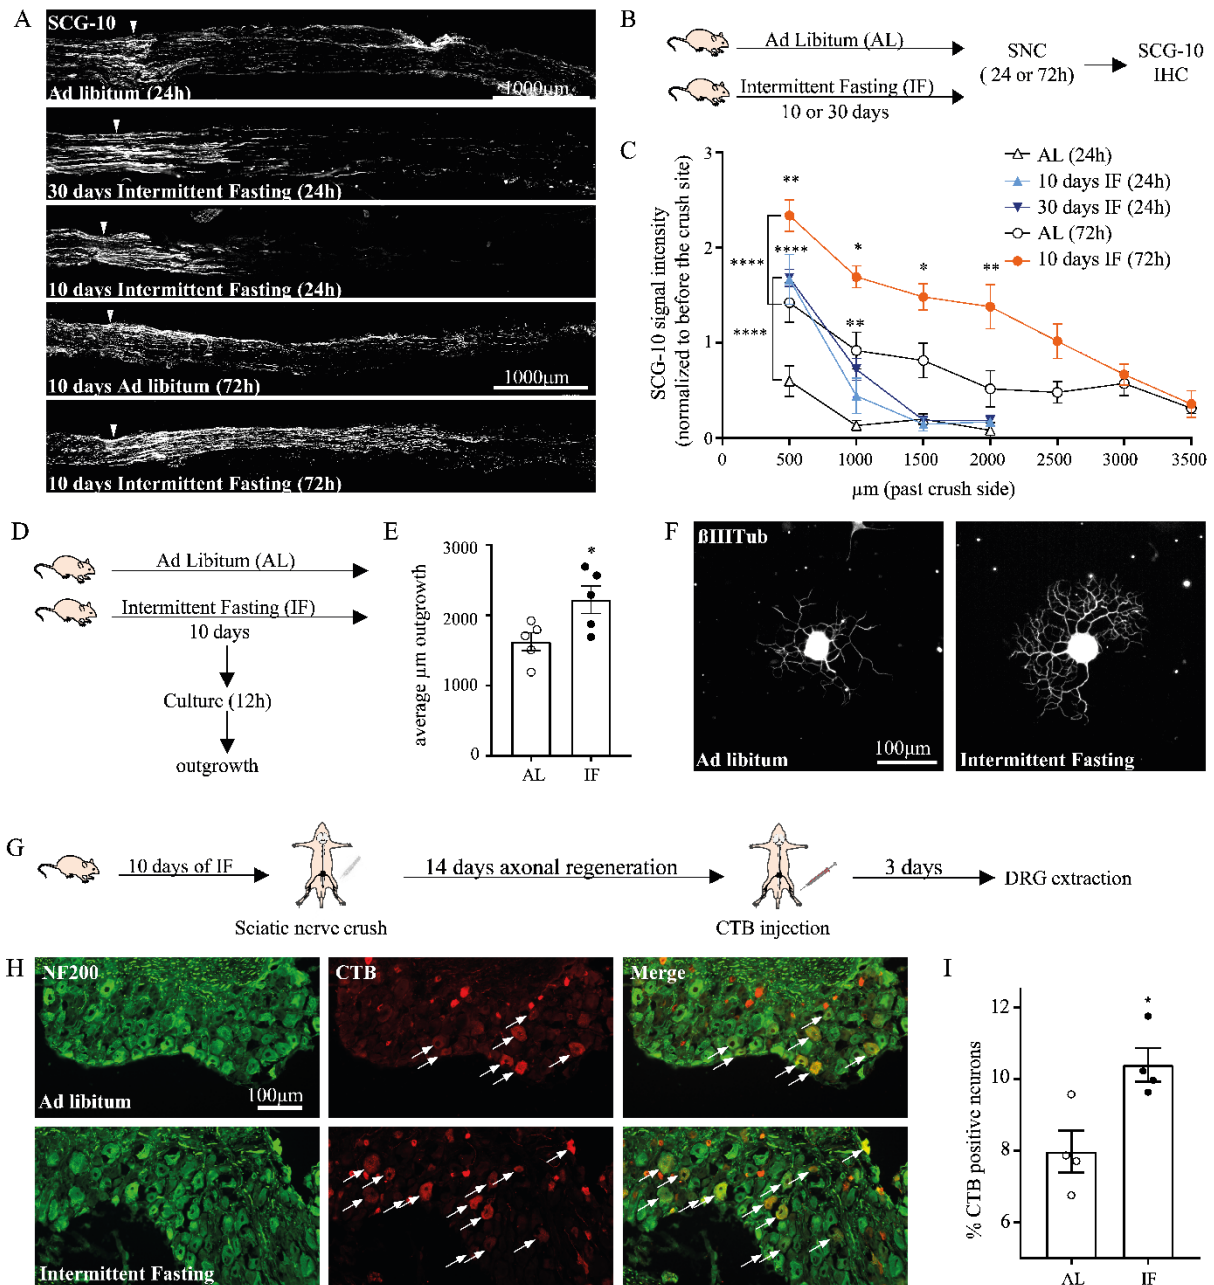 A
SCG-10
Ad libitum (24h)
1000µm
30 days Intermittent Fasting (24h)
10 days Intermittent Fasting (24h)
10 days Ad libitum (72h)
1000µm
10 days Intermittent Fasting (72h)
B
Ad Libitum (AL)
Intermittent Fasting (IF)
10 or 30 days
SNC
( 24 or 72h)
SCG-10
IHC
C
SCG-10 signal intensity
(normalized to before the crush site)
3
2
1
0
500
1000
1500
2000
2500
3000
3500
µm (past crush side)
AL (24h)
10 days IF (24h)
30 days IF (24h)
AL (72h)
10 days IF (72h)
**
****
****
*
*
**
**
****
D
Ad Libitum (AL)
Intermittent Fasting (IF)
10 days
Culture (12h)
outgrowth
E
average µm outgrowth
3000
2000
1000
0
*
AL
IF
F
ßIIITub
Ad libitum
100µm
Intermittent Fasting
G
10 days of IF
Sciatic nerve crush
14 days axonal regeneration
CTB injection
3 days
DRG extraction
H
NF200
CTB
Merge
Ad libitum
100µm
Intermittent Fasting
I
% CTB positive neurons
12
10
8
6
*
AL
IF